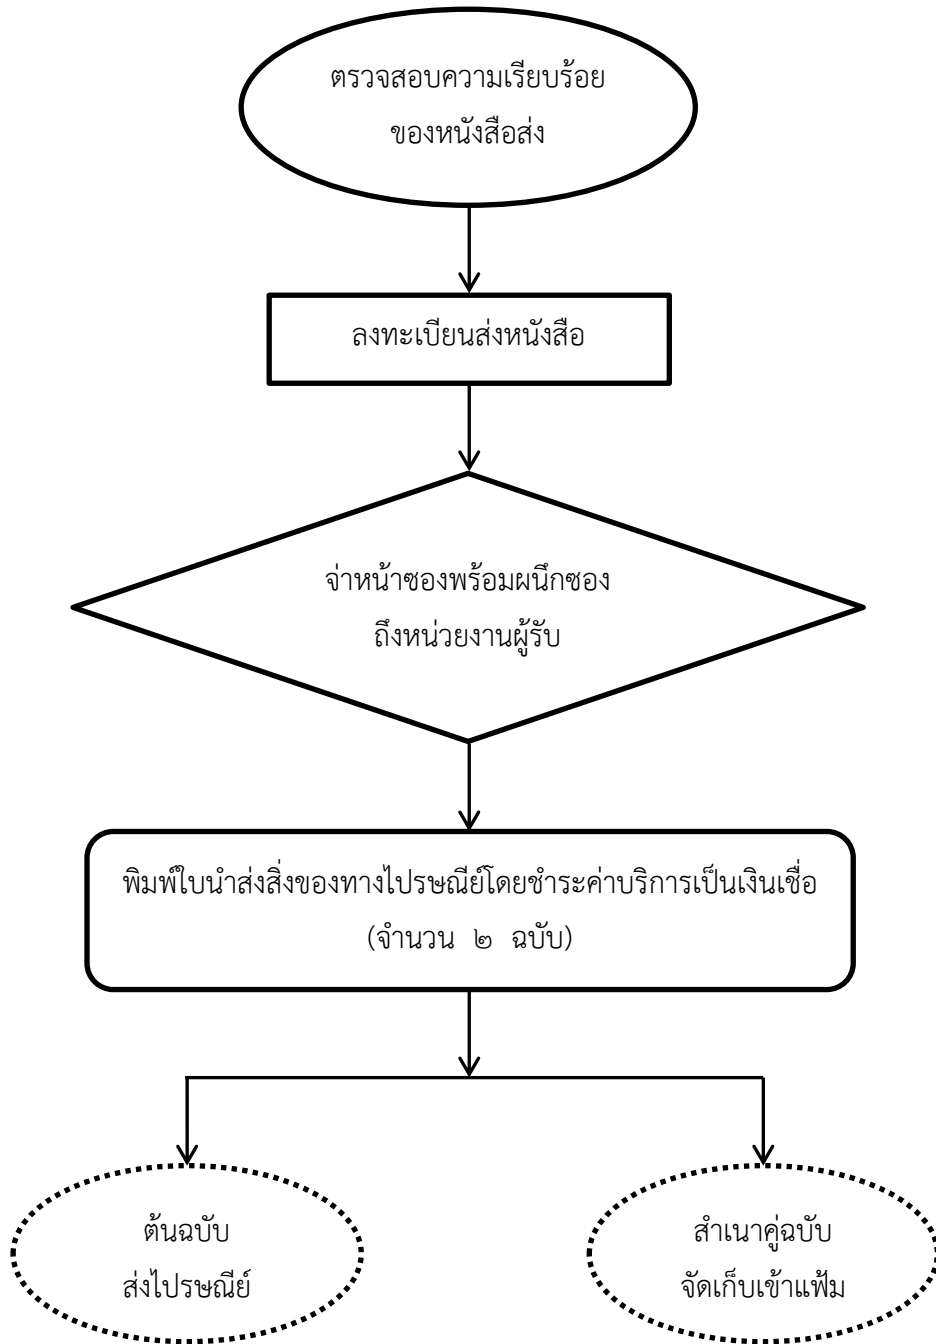 ตรวจสอบความเรียบร้อย
ของหนังสือส่ง
ลงทะเบียนส่งหนังสือ
จ่าหน้าซองพร้อมผนึกซอง
ถึงหน่วยงานผู้รับ
พิมพ์ใบนำส่งสิ่งของทางไปรษณีย์โดยชำระค่าบริการเป็นเงินเชื่อ
(จำนวน ๒ ฉบับ)
ต้นฉบับ
ส่งไปรษณีย์
สำเนาคู่ฉบับ
จัดเก็บเข้าแฟ้ม